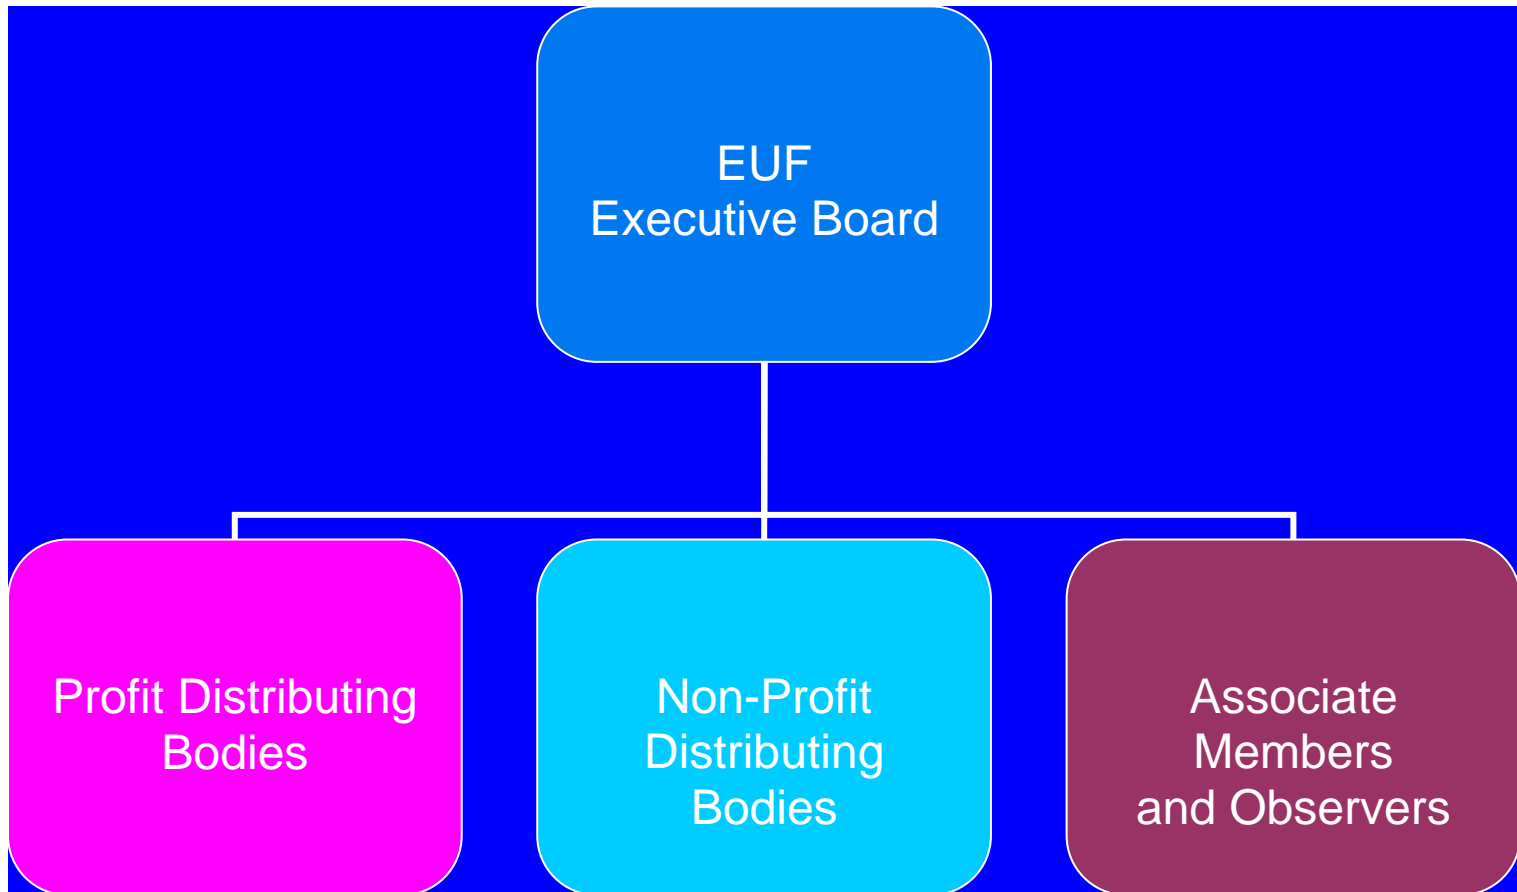 EUF
Executive Board
Profit Distributing
Bodies
Non-Profit
Distributing
Bodies
Associate
Members
and Observers